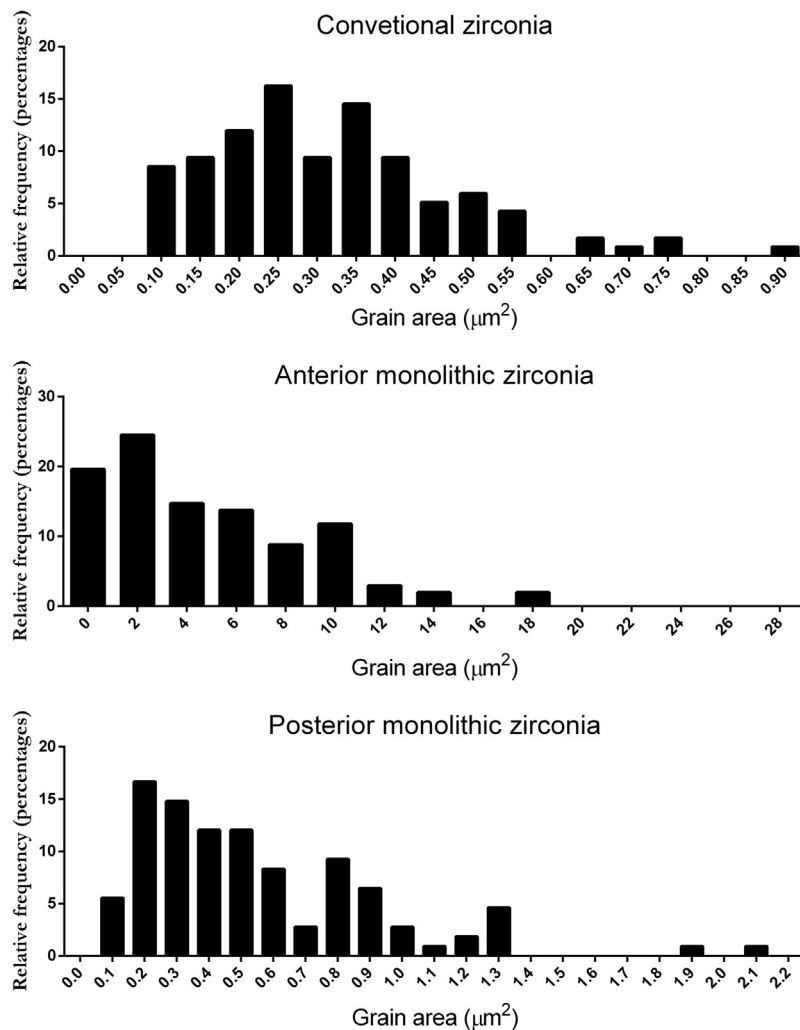 Convetional zirconia
Relative frequency (percentages)
20
15
10
5
0
0.00 0.05 0.10 0.15 0.20 0.25 0.30 0.35 0.40 0.45 0.50 0.55 0.60 0.65 0.70 0.75 0.80 0.85 0.90
Grain area (μm²)
Anterior monolithic zirconia
Relative frequency (percentages)
30
20
10
0
0 2 4 6 8 10 12 14 16 18 20 22 24 26 28
Grain area (μm²)
Posterior monolithic zirconia
Relative frequency (percentages)
20
15
10
5
0
0.0 0.1 0.2 0.3 0.4 0.5 0.6 0.7 0.8 0.9 1.0 1.1 1.2 1.3 1.4 1.5 1.6 1.7 1.8 1.9 2.0 2.1 2.2
Grain area (μm²)